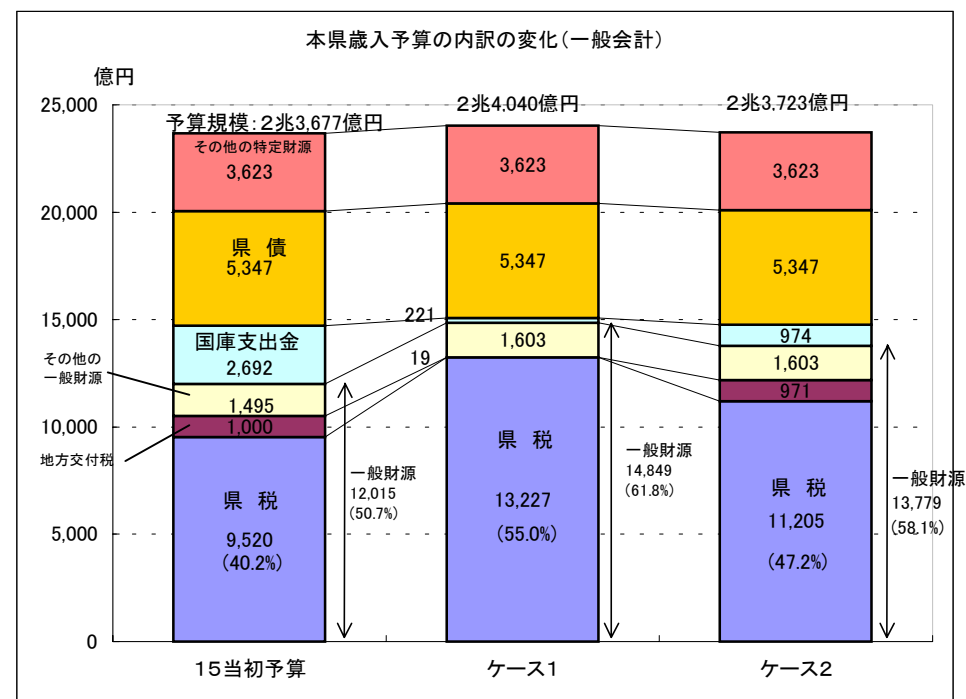 本県歳入予算の内訳の変化(一般会計)
億円
25,000
20,000
15,000
10,000
5,000
0
予算規模:2兆3,677億円
その他の特定財源
3,623
県 債
5,347
国庫支出金
2,692
その他の
一般財源
1,495
1,000
地方交付税
県 税
9,520
(40.2%)
一般財源
12,015
(50.7%)
15当初予算
2兆4,040億円
3,623
5,347
221
1,603
19
県 税
13,227
(55.0%)
一般財源
14,849
(61.8%)
ケース1
2兆3,723億円
3,623
5,347
974
1,603
971
県 税
11,205
(47.2%)
一般財源
13,779
(58.1%)
ケース2